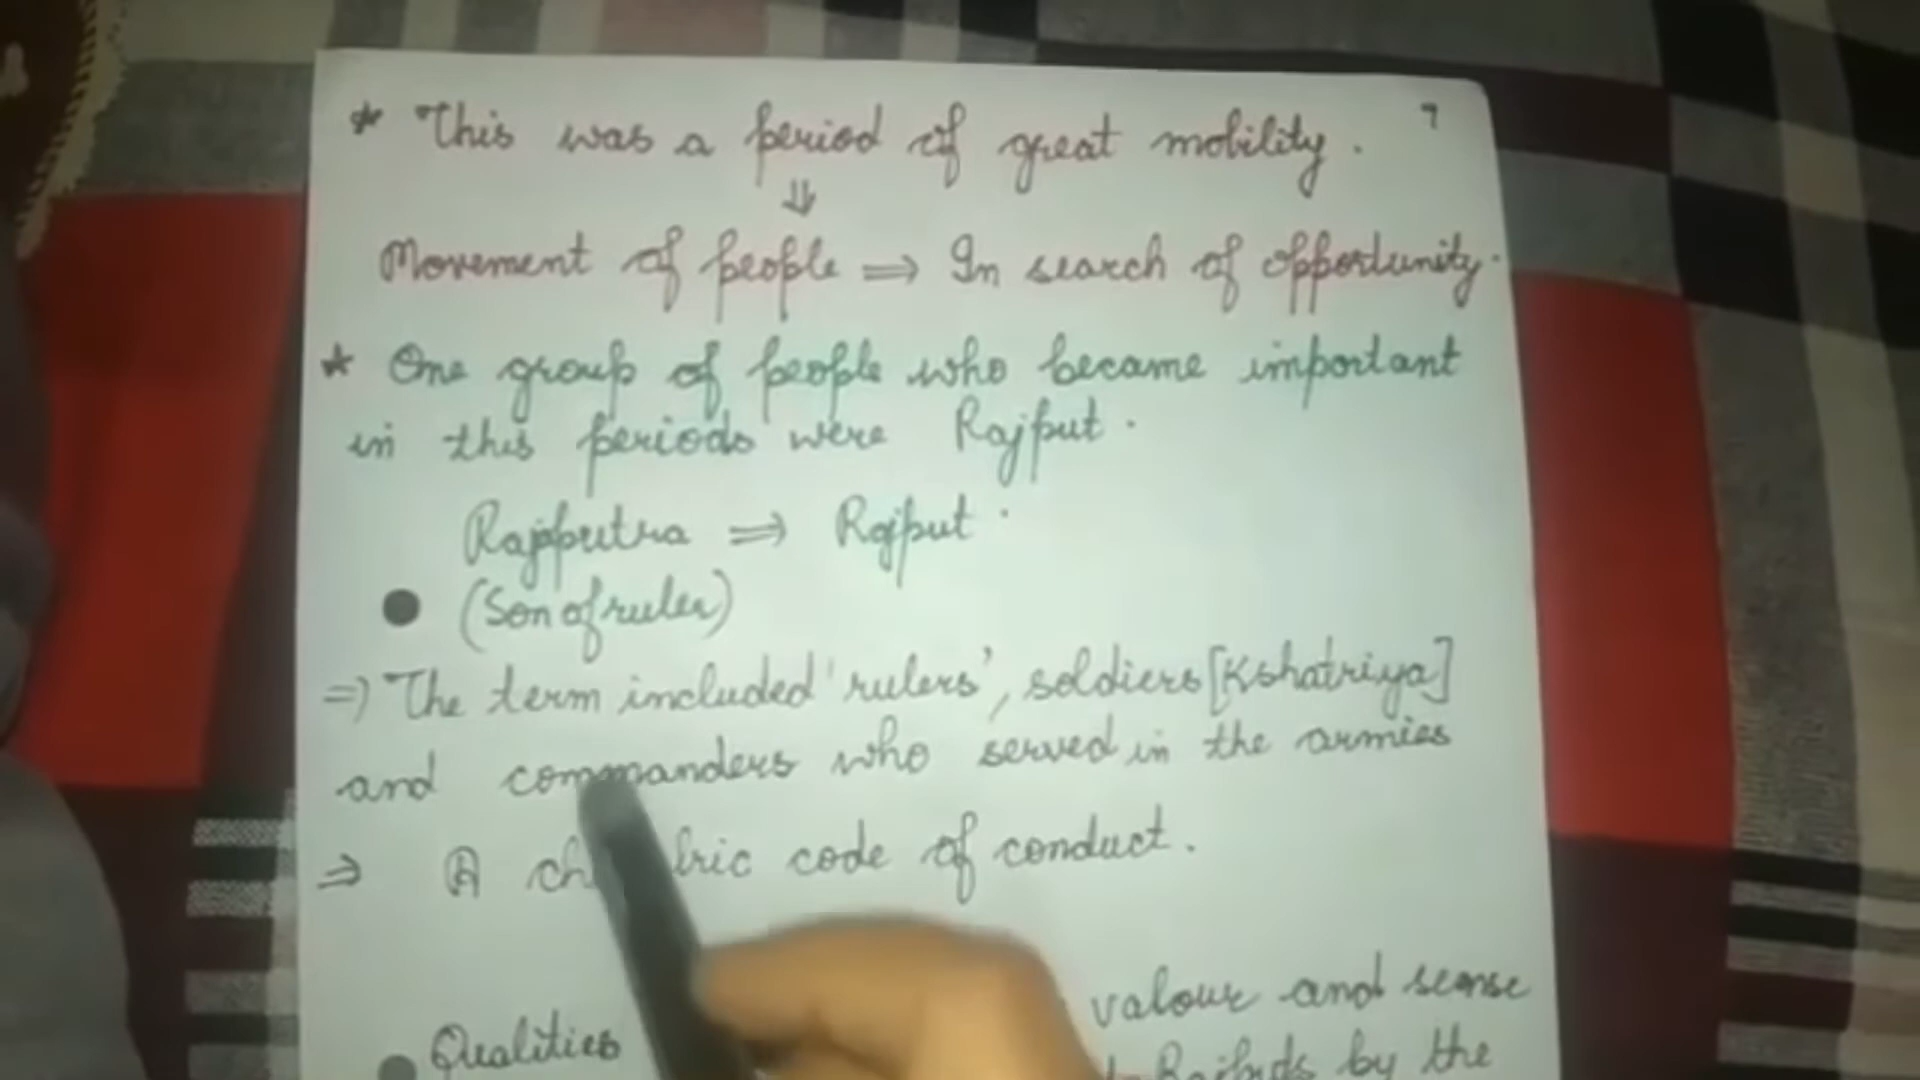 7
* This was a period of great mobility.
⇓
Movement of people ⇒ In search of opportunity.
* One group of people who became important
in this periods were Rajput.
Rajputra ⇒ Rajput.
(Son of ruler)
⇒ The term included 'rulers', soldiers [Kshatriya]
and commanders who served in the armies
⇒ A code of conduct.
valour and sense
Qualities by the